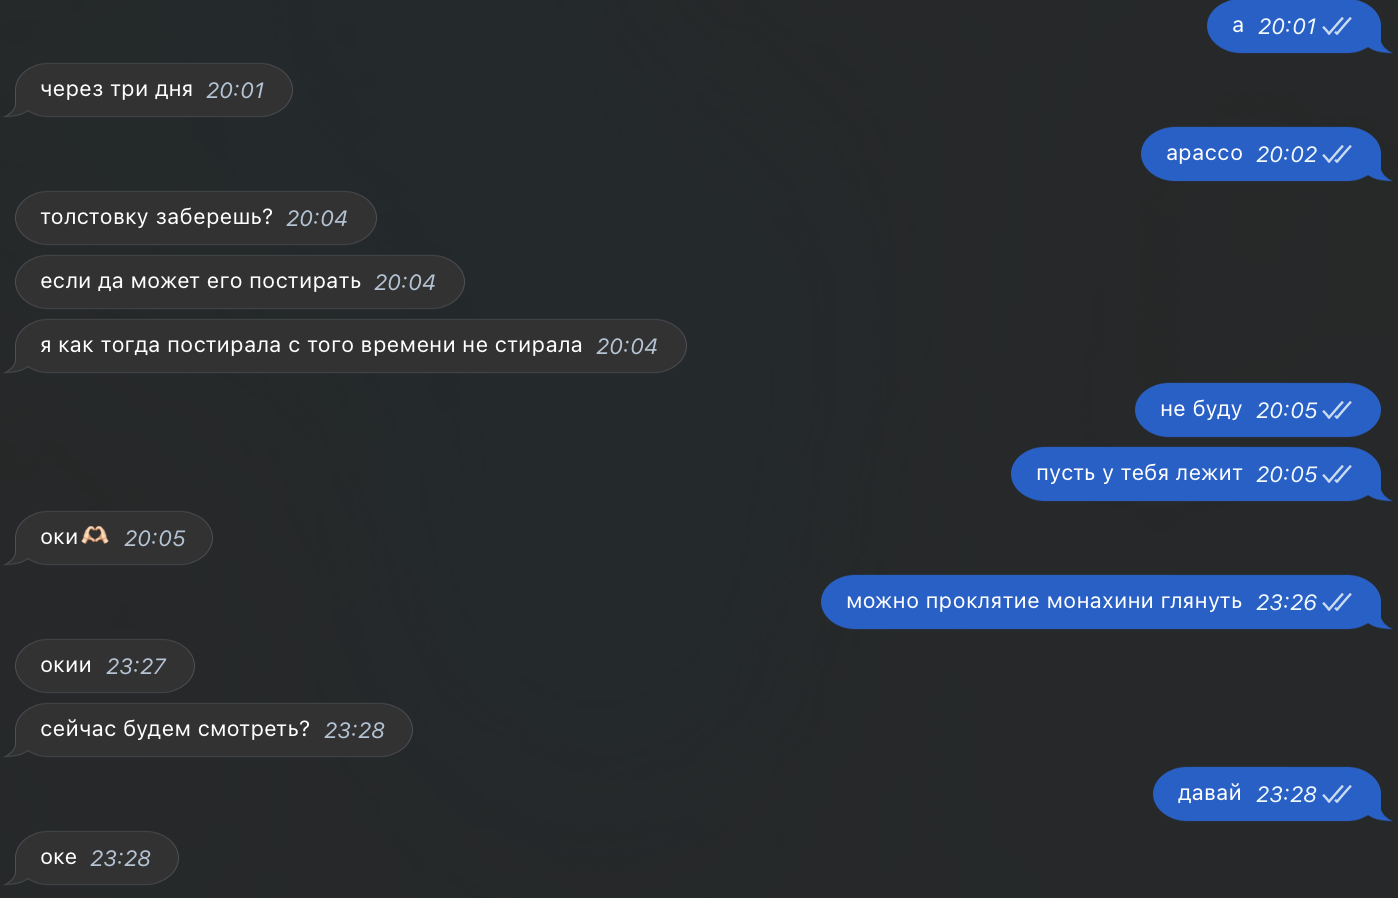 а 20:01
через три дня 20:01
арассо 20:02
толстовку заберешь? 20:04
если да может его постирать 20:04
я как тогда постирала с того времени не стирала 20:04
не буду 20:05
пусть у тебя лежит 20:05
оки🫶🏻 20:05
можно проклятие монахини глянуть 23:26
окии 23:27
сейчас будем смотреть? 23:28
давай 23:28
оке 23:28